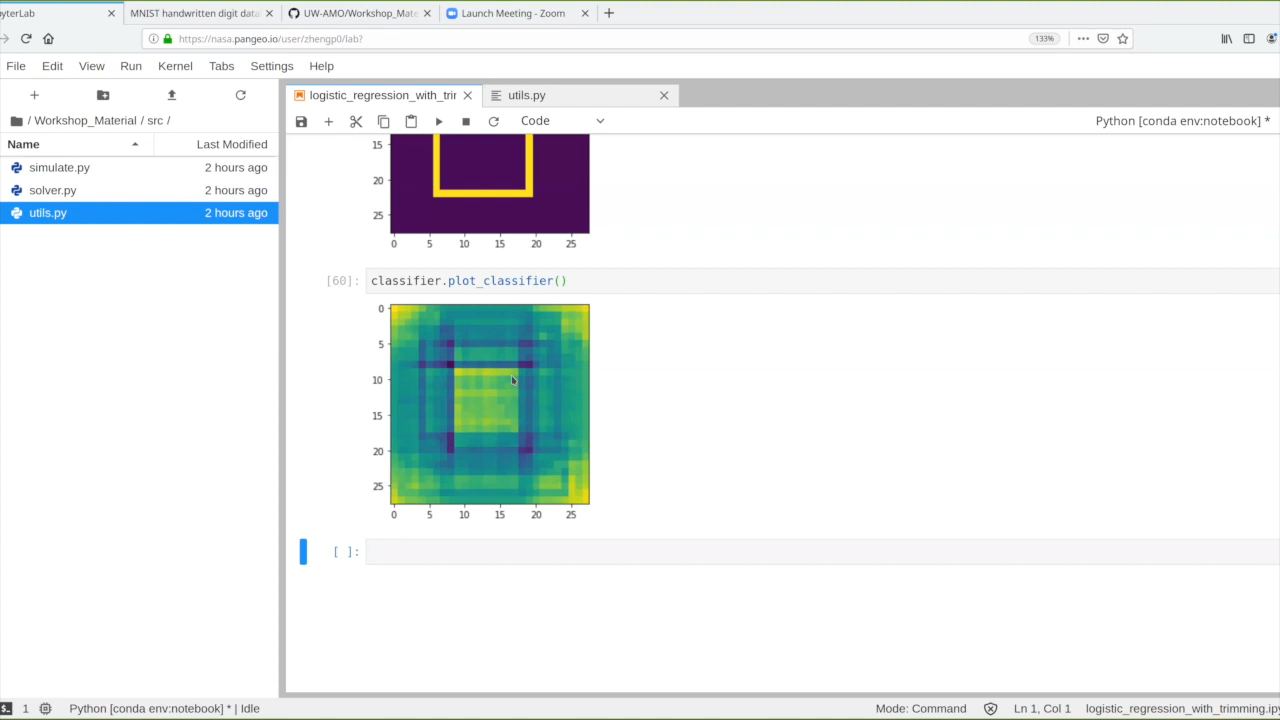 yterLab
MNIST handwritten digit data
UW-AMO/Workshop_Mate
Launch Meeting - Zoom
https://nasa.pangeo.io/user/zhengp0/lab?
133%
File Edit View Run Kernel Tabs Settings Help
logistic_regression_with_trir
utils.py
/ Workshop_Material / src /
Code
Python [conda env:notebook] *
Name
Last Modified
simulate.py 2 hours ago
solver.py 2 hours ago
utils.py 2 hours ago
15
20
25
0 5 10 15 20 25
[60]: classifier.plot_classifier()
0
5
10
15
20
25
0 5 10 15 20 25
[ ]:
1
Python [conda env:notebook] * | Idle
Mode: Command
Ln 1, Col 1
logistic_regression_with_trimming.ipy